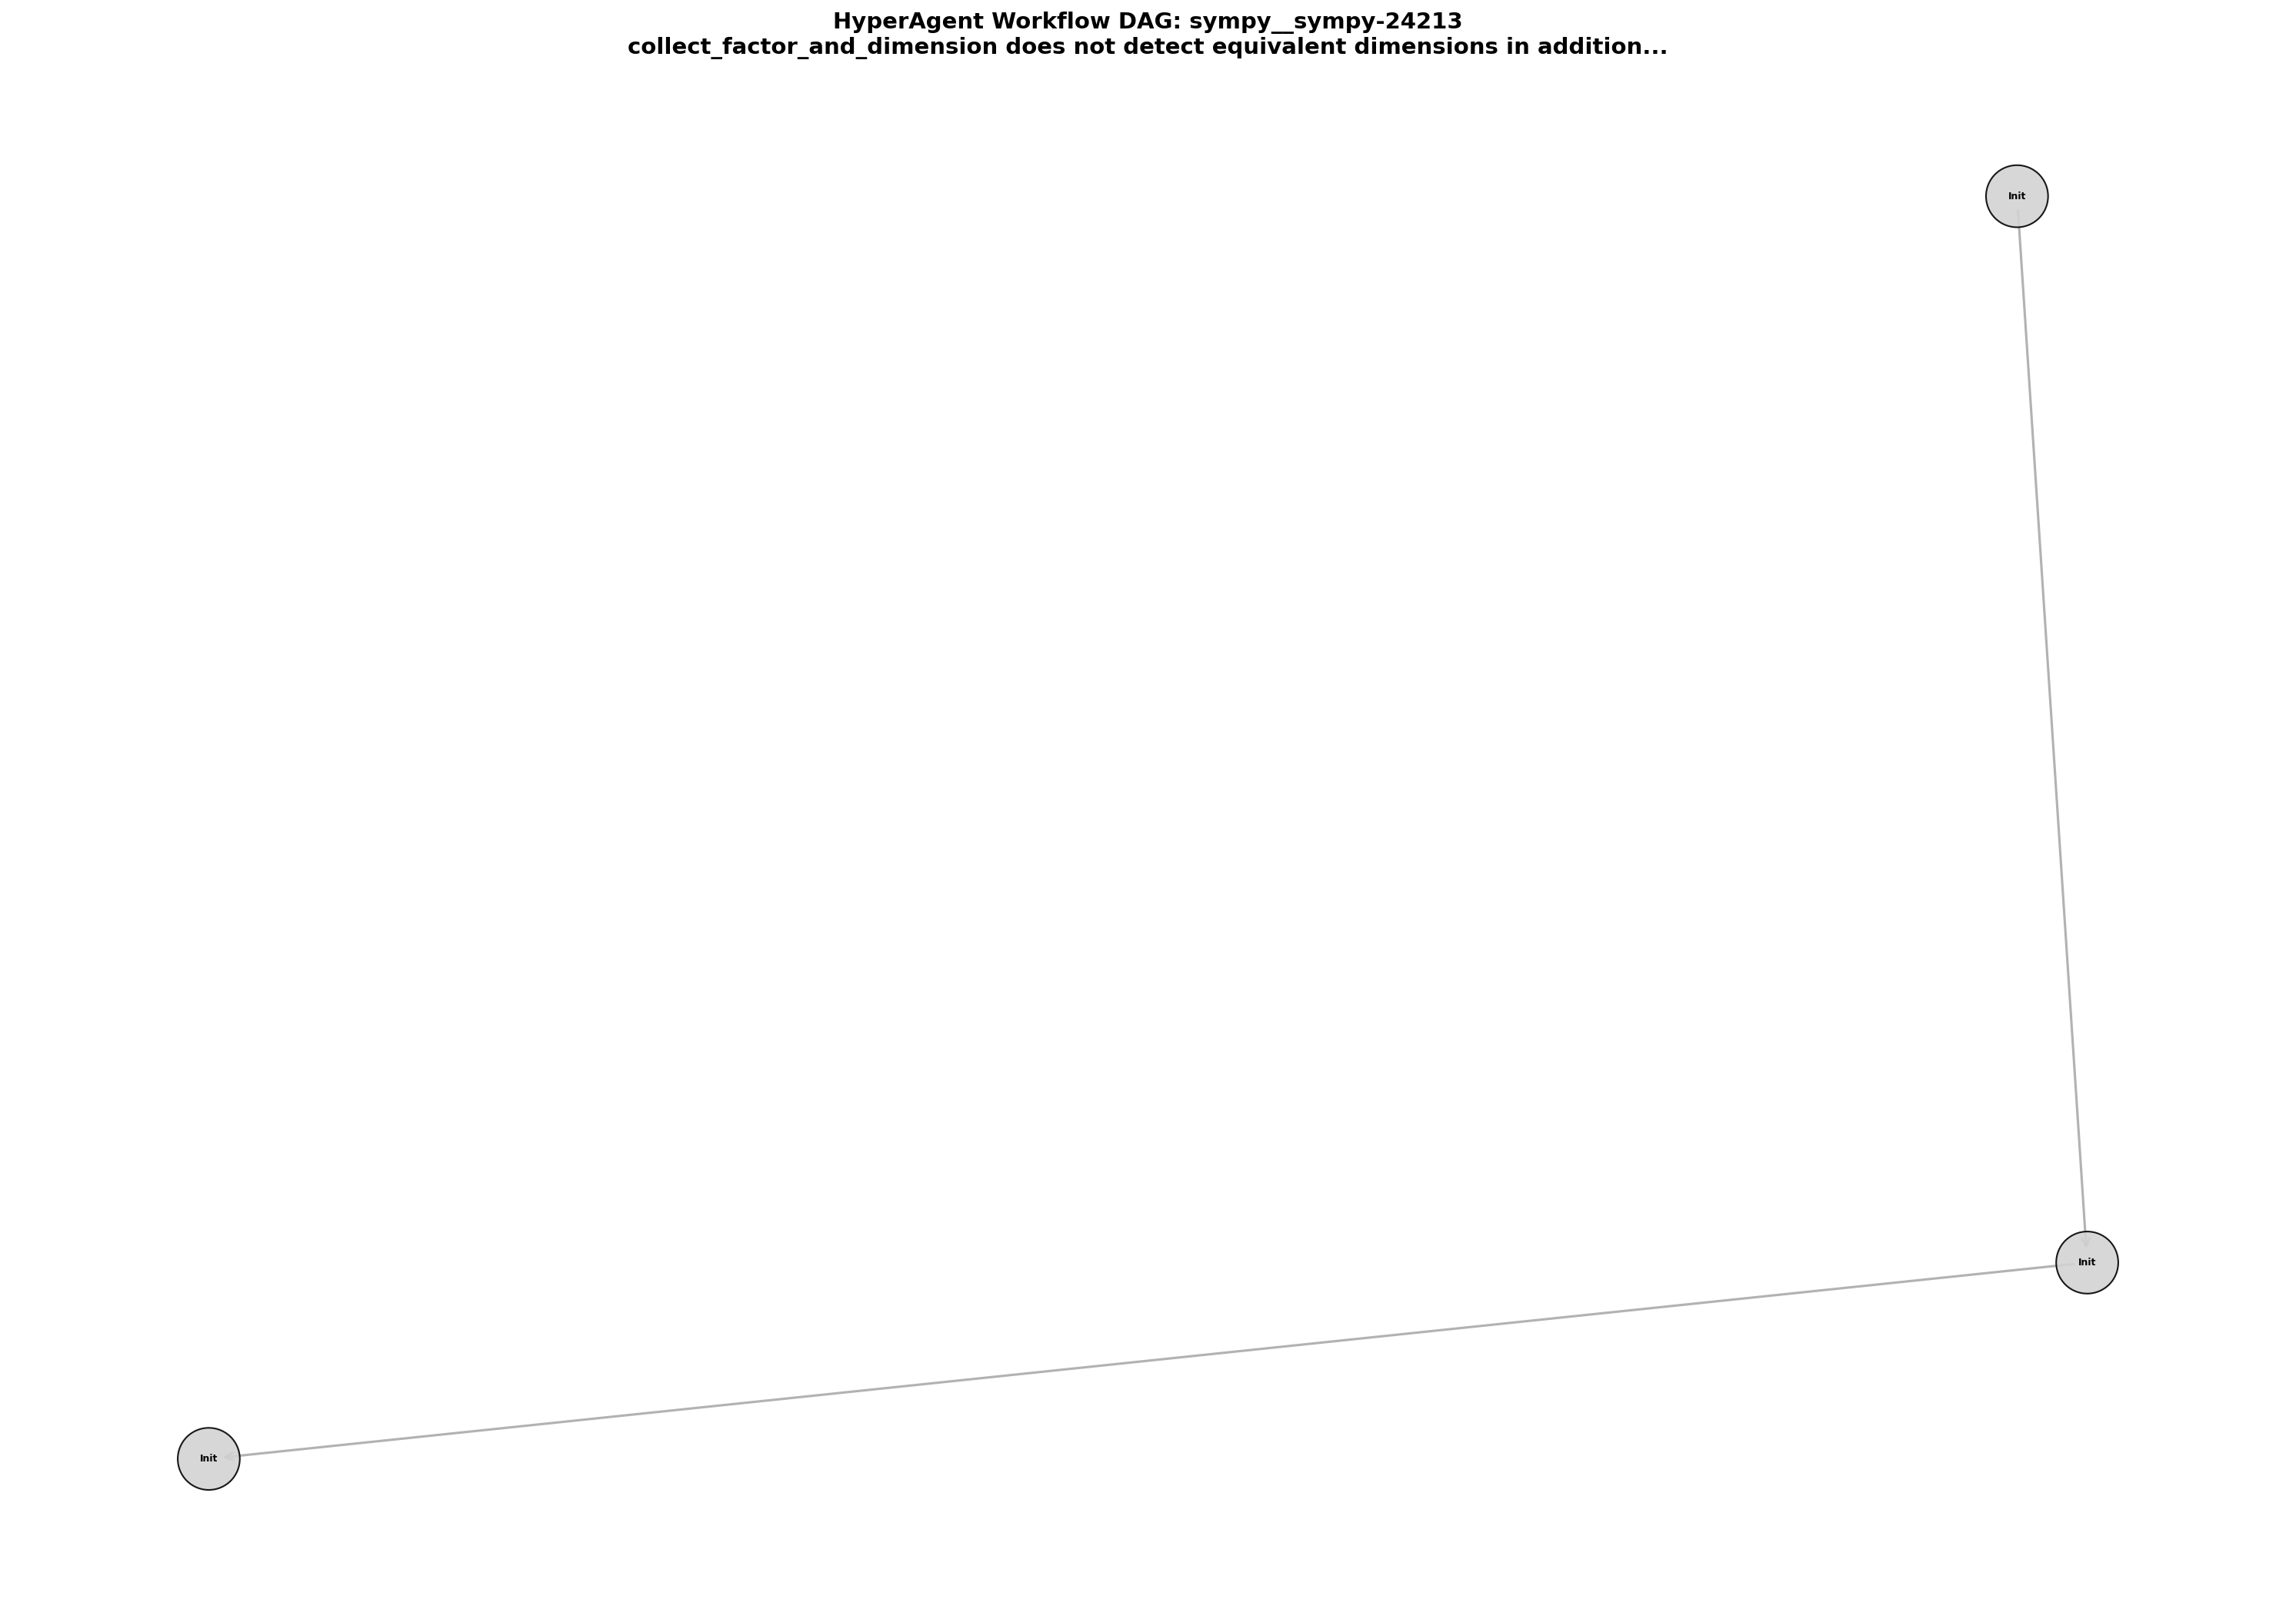 HyperAgent Workflow DAG: sympy__sympy-24213
collect_factor_and_dimension does not detect equivalent dimensions in addition...
Init
Init
Init